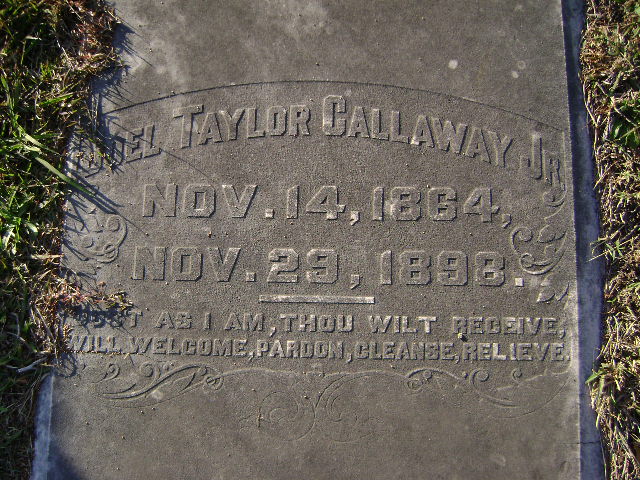 TAYLOR CALLAWAY JR
NOV. 14, 1864,
NOV. 29, 1898.
JUST AS I AM, THOU WILT RECEIVE,
WILL WELCOME, PARDON, CLEANSE, RELIEVE.